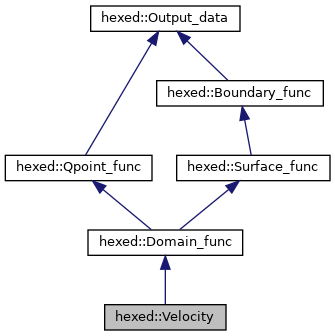 hexed::Output_data
hexed::Boundary_func
hexed::Qpoint_func
hexed::Surface_func
hexed::Domain_func
hexed::Velocity